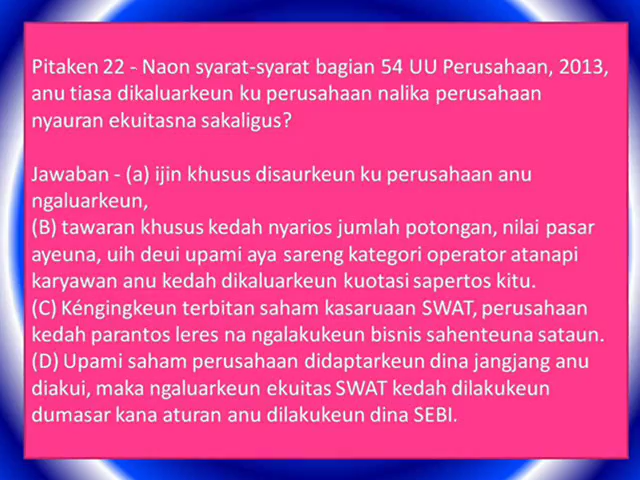 Pitaken 22 - Naon syarat-syarat bagian 54 UU Perusahaan, 2013,
anu tiasa dikaluarkeun ku perusahaan nalika perusahaan
nyauran ekuitasna sakaligus?
Jawaban - (a) ijin khusus disaurkeun ku perusahaan anu
ngaluarkeun,
(B) tawaran khusus kedah nyarios jumlah potongan, nilai pasar
ayeuna, uih deui upami aya sareng kategori operator atanapi
karyawan anu kedah dikaluarkeun kuotasi sapertos kitu.
(C) Kéngingkeun terbitan saham kasaruaan SWAT, perusahaan
kedah parantos leres na ngalakukeun bisnis sahenteuna sataun.
(D) Upami saham perusahaan didaptarkeun dina jangjang anu
diakui, maka ngaluarkeun ekuitas SWAT kedah dilakukeun
dumasar kana aturan anu dilakukeun dina SEBI.